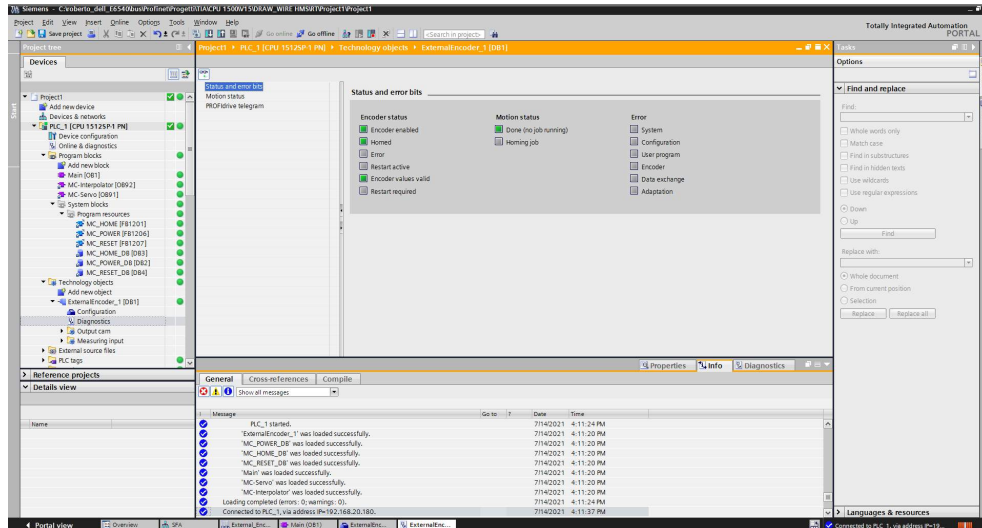 Siemens - C:\roberto_dell_E6540\bus\Profinet\Progetti\TIA\CPU 1500\V15\DRAW_WIRE HMS\RT\Project1\Project1
Project Edit View Insert Online Options Tools Window Help
Totally Integrated Automation
PORTAL
Save project Go online Go offline <Search in project>
Project tree
Project1 PLC_1 [CPU 1512SP-1 PN] Technology objects ExternalEncoder_1 [DB1]
Tasks
Devices
Options
Status and error bits
Motion status
PROFIdrive telegram
Start
Project1
Add new device
Devices & networks
PLC_1 [CPU 1512SP-1 PN]
Device configuration
Online & diagnostics
Program blocks
Add new block
Main [OB1]
MC-Interpolator [OB92]
MC-Servo [OB91]
System blocks
Program resources
MC_HOME [FB1201]
MC_POWER [FB1206]
MC_RESET [FB1207]
MC_HOME_DB [DB3]
MC_POWER_DB [DB2]
MC_RESET_DB [DB4]
Technology objects
Add new object
ExternalEncoder_1 [DB1]
Configuration
Diagnostics
Output cam
Measuring input
External source files
PLC tags
Status and error bits
Encoder status
Encoder enabled
Homed
Error
Restart active
Encoder values valid
Restart required
Motion status
Done (no job running)
Homing job
Error
System
Configuration
User program
Encoder
Data exchange
Adaptation
Find and replace
Find:
Whole words only
Match case
Find in substructures
Find in hidden texts
Use wildcards
Use regular expressions
Down
Up
Find
Replace with:
Whole document
From current position
Selection
Replace Replace all
Reference projects
Details view
Name
Properties Info Diagnostics
General Cross-references Compile
Show all messages
! Message Go to ? Date Time
PLC_1 started. 7/14/2021 4:11:24 PM
'ExternalEncoder_1' was loaded successfully. 7/14/2021 4:11:20 PM
'MC_POWER_DB' was loaded successfully. 7/14/2021 4:11:20 PM
'MC_HOME_DB' was loaded successfully. 7/14/2021 4:11:20 PM
'MC_RESET_DB' was loaded successfully. 7/14/2021 4:11:20 PM
'Main' was loaded successfully. 7/14/2021 4:11:20 PM
'MC-Servo' was loaded successfully. 7/14/2021 4:11:20 PM
'MC-Interpolator' was loaded successfully. 7/14/2021 4:11:20 PM
Loading completed (errors: 0; warnings: 0). 7/14/2021 4:11:24 PM
Connected to PLC_1, via address IP=192.168.20.180. 7/14/2021 4:11:37 PM
Languages & resources
Portal view Overview SFA External_Enc... Main (OB1) ExternalEnc... ExternalEnc... Connected to PLC_1, via address IP=19...